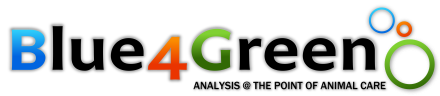 Blue4Green
ANALYSIS @ THE POINT OF ANIMAL CARE